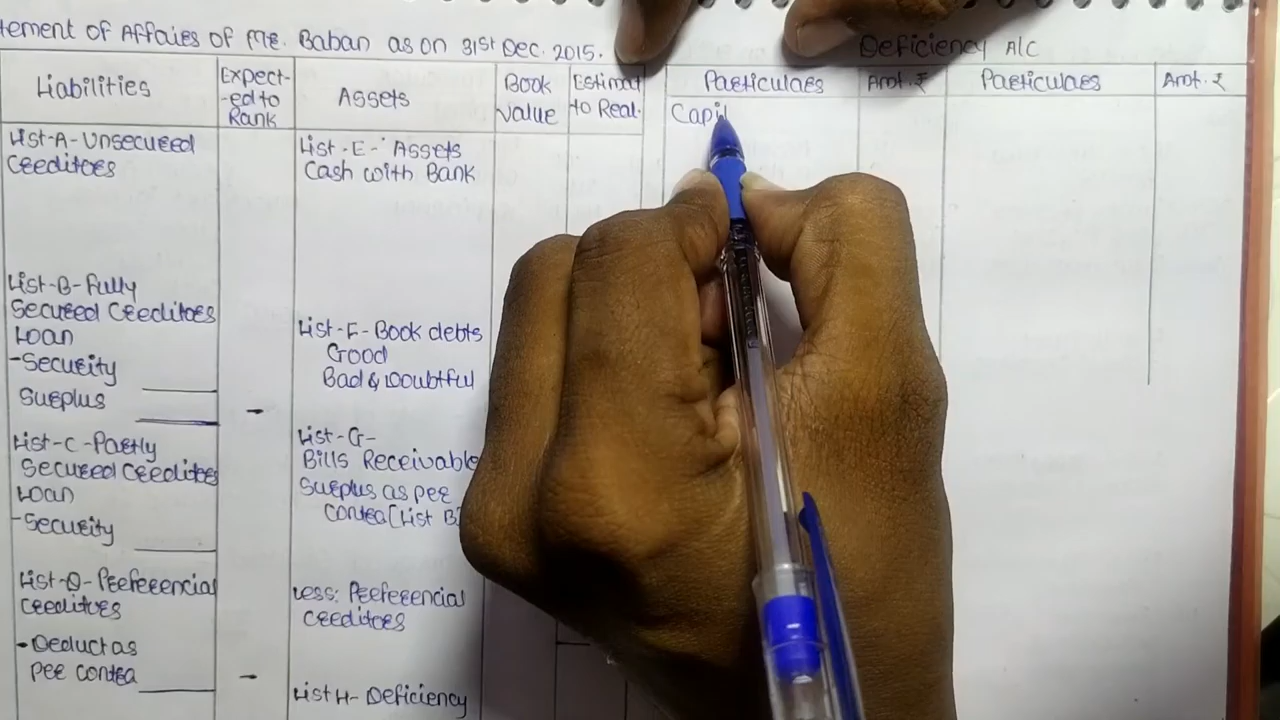 tement of Affairs of Mr. Baban as on 31st Dec. 2015.
Deficiency A/c
Liabilities
Expect-
-ed to
Rank
Assets
Book
Value
Estimat
to Real.
Particulars
Amt. ₹
Particulars
Amt. ₹
List-A-Unsecured
Creditors
List-B-Fully
Secured Creditors
Loan
-Security
Surplus
-
List-C-Partly
Secured Creditors
Loan
-Security
List-D-Preferencial
Creditors
-Deduct as
per contra
-
List-E- Assets
Cash with Bank
List-F-Book debts
Good
Bad & Doubtful
List-G-
Bills Receivable
Surplus as per
contra [List B]
Less: Preferencial
Creditors
List H- Deficiency
Capi